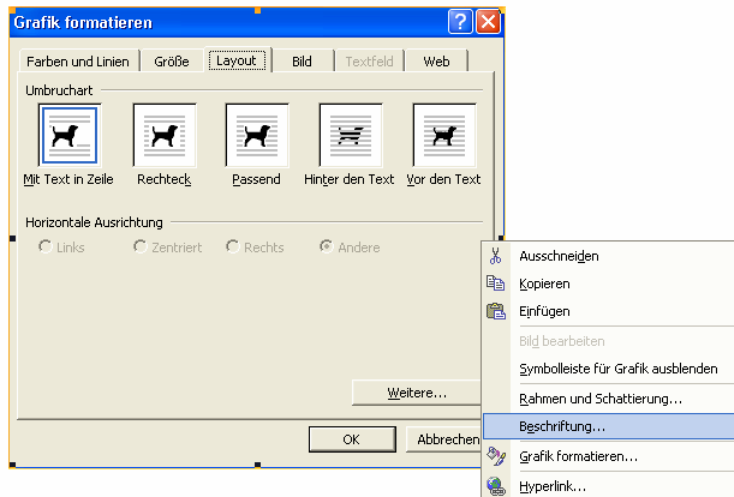 Grafik formatieren
Farben und Linien Größe Layout Bild Textfeld Web
Umbruchart
Mit Text in Zeile Rechteck Passend Hinter den Text Vor den Text
Horizontale Ausrichtung
Links Zentriert Rechts Andere
Weitere...
OK Abbrechen
Ausschneiden
Kopieren
Einfügen
Bild bearbeiten
Symbolleiste für Grafik ausblenden
Rahmen und Schattierung...
Beschriftung...
Grafik formatieren...
Hyperlink...